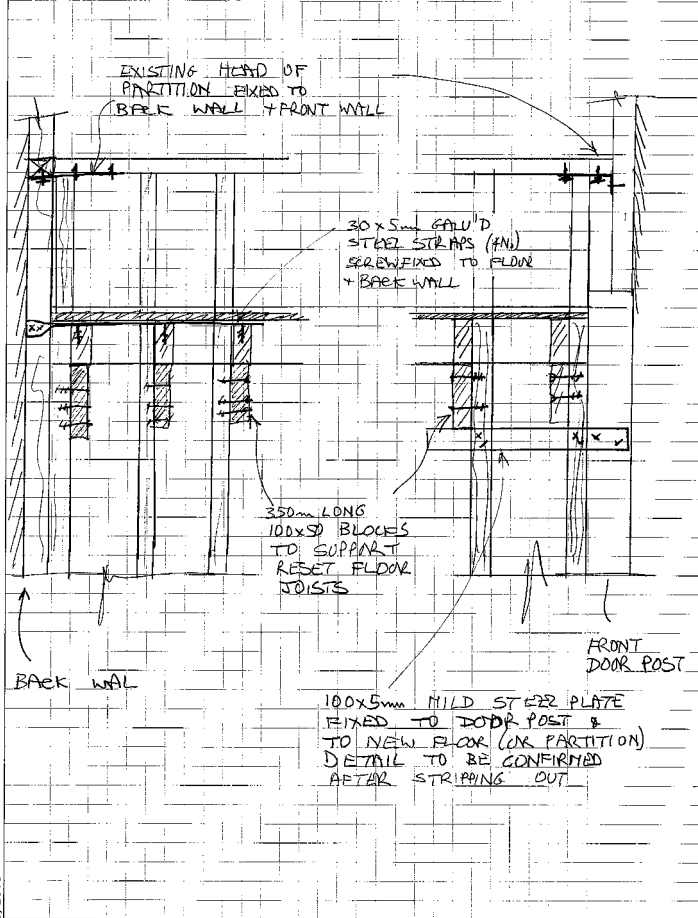 EXISTING HEAD OF
PARTITION FIXED TO
BACK WALL + FRONT WALL
30 x 5mm GALV'D
STEEL STRAPS (4No)
SCREWFIXED TO FLOOR
+ BACK WALL
350mm LONG
100x50 BLOCKS
TO SUPPORT
RESET FLOOR
JOISTS
FRONT
DOOR POST
BACK WAL
100x5mm MILD STEEL PLATE
FIXED TO DOOR POST &
TO NEW FLOOR (OR PARTITION)
DETAIL TO BE CONFIRMED
AFTER STRIPPING OUT